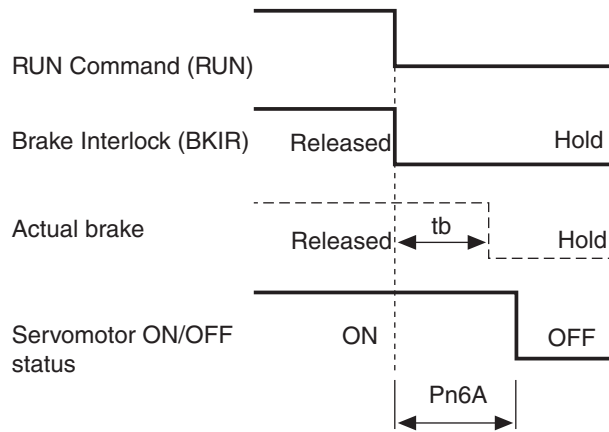 RUN Command (RUN)
Brake Interlock (BKIR) Released Hold
Actual brake Released tb Hold
Servomotor ON/OFF
status
ON OFF
Pn6A